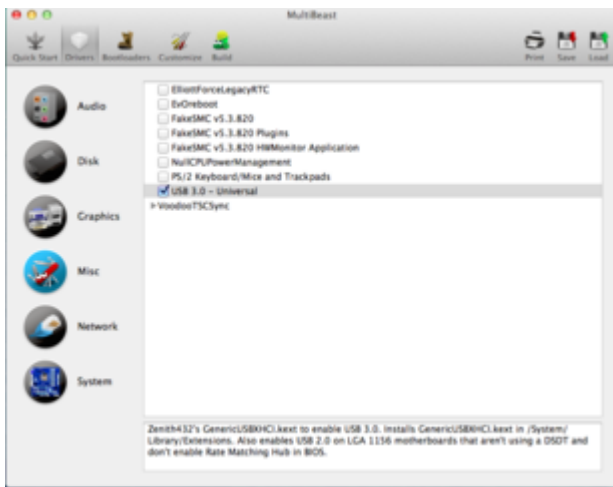 MultiBeast
Quick Start Drivers Bootloaders Customize Build Print Save Load
Audio
Disk
Graphics
Misc
Network
System
ElliottForceLegacyRTC
EvOreboot
FakeSMC v5.3.820
FakeSMC v5.3.820 Plugins
FakeSMC v5.3.820 HWMonitor Application
NullCPUPowerManagement
PS/2 Keyboard/Mice and Trackpads
USB 3.0 - Universal
VoodooTSCSync
Zenith432's GenericUSBXHCI.kext to enable USB 3.0. Installs GenericUSBXHCI.kext in /System/
Library/Extensions. Also enables USB 2.0 on LGA 1156 motherboards that aren't using a DSDT and
don't enable Rate Matching Hub in BIOS.